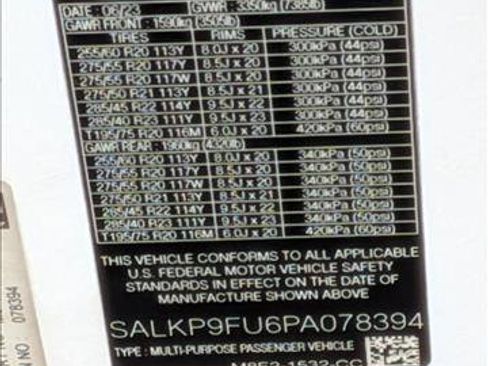 DATE : 06/23 GVWR : 3350kg (7385lb)
GAWR FRONT : 1590kg (3505lb)
TIRES RIMS PRESSURE (COLD)
255/60 R20 113Y 8.0J x 20 300kPa (44psi)
275/55 R20 117Y 8.5J x 20 300kPa (44psi)
275/55 R20 117W 8.5J x 20 300kPa (44psi)
275/50 R21 113Y 8.5J x 21 300kPa (44psi)
285/45 R22 114Y 9.5J x 22 300kPa (44psi)
285/40 R23 111Y 9.5J x 23 300kPa (44psi)
T195/75 R20 116M 6.0J x 20 420kPa (60psi)
GAWR REAR : 1960kg (4320lb)
255/60 R20 113Y 8.0J x 20 340kPa (50psi)
275/55 R20 117Y 8.5J x 20 340kPa (50psi)
275/55 R20 117W 8.5J x 20 340kPa (50psi)
275/50 R21 113Y 8.5J x 21 340kPa (50psi)
285/45 R22 114Y 9.5J x 22 340kPa (50psi)
285/40 R23 111Y 9.5J x 23 340kPa (50psi)
T195/75 R20 116M 6.0J x 20 420kPa (60psi)
THIS VEHICLE CONFORMS TO ALL APPLICABLE
U.S. FEDERAL MOTOR VEHICLE SAFETY
STANDARDS IN EFFECT ON THE DATE OF
MANUFACTURE SHOWN ABOVE
SALKP9FU6PA078394
TYPE : MULTI-PURPOSE PASSENGER VEHICLE
M8E2-1532-CC
NO : 078394